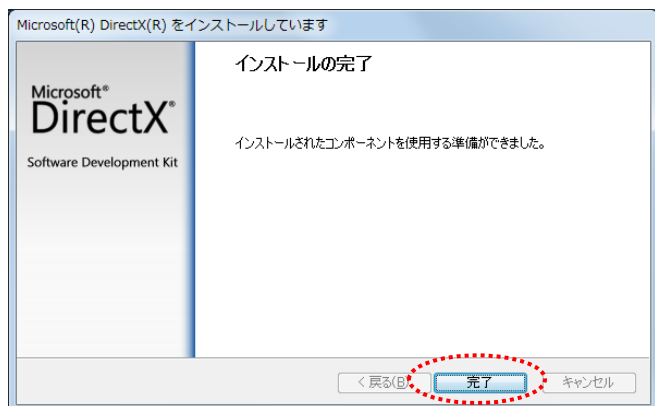 Microsoft(R) DirectX(R) をインストールしています
インストールの完了
Microsoft®
DirectX®
Software Development Kit
インストールされたコンポーネントを使用する準備ができました。
< 戻る(B) 完了 キャンセル